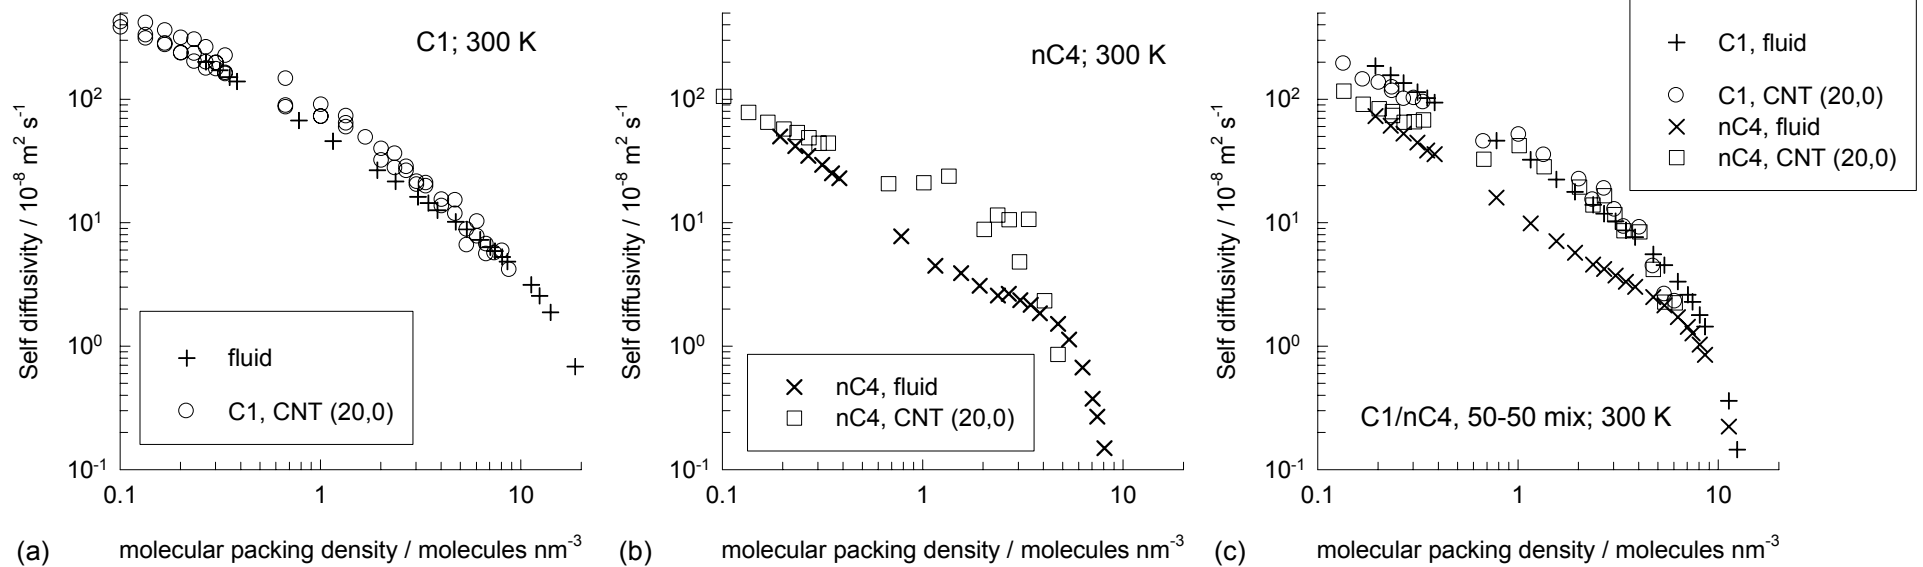 C1; 300 K
10²
10¹
10⁰
10⁻¹
Self diffusivity / 10⁻⁸ m² s⁻¹
fluid
C1, CNT (20,0)
0.1 1 10
(a) molecular packing density / molecules nm⁻³
nC4; 300 K
10²
10¹
10⁰
10⁻¹
Self diffusivity / 10⁻⁸ m² s⁻¹
nC4, fluid
nC4, CNT (20,0)
0.1 1 10
(b) molecular packing density / molecules nm⁻³
C1, fluid
C1, CNT (20,0)
nC4, fluid
nC4, CNT (20,0)
10²
10¹
10⁰
10⁻¹
Self diffusivity / 10⁻⁸ m² s⁻¹
C1/nC4, 50-50 mix; 300 K
0.1 1 10
(c) molecular packing density / molecules nm⁻³